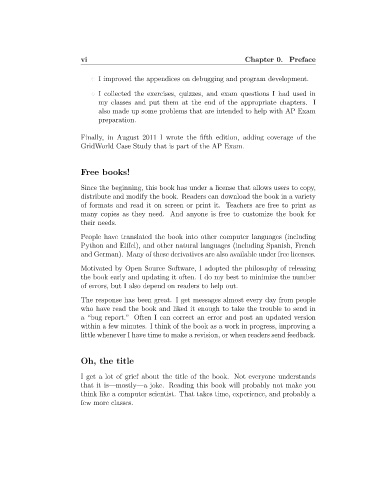 vi Chapter 0. Preface
I improved the appendices on debugging and program development.
I collected the exercises, quizzes, and exam questions I had used in
my classes and put them at the end of the appropriate chapters. I
also made up some problems that are intended to help with AP Exam
preparation.
Finally, in August 2011 I wrote the fifth edition, adding coverage of the
GridWorld Case Study that is part of the AP Exam.
Free books!
Since the beginning, this book has under a license that allows users to copy,
distribute and modify the book. Readers can download the book in a variety
of formats and read it on screen or print it. Teachers are free to print as
many copies as they need. And anyone is free to customize the book for
their needs.
People have translated the book into other computer languages (including
Python and Eiffel), and other natural languages (including Spanish, French
and German). Many of these derivatives are also available under free licenses.
Motivated by Open Source Software, I adopted the philosophy of releasing
the book early and updating it often. I do my best to minimize the number
of errors, but I also depend on readers to help out.
The response has been great. I get messages almost every day from people
who have read the book and liked it enough to take the trouble to send in
a “bug report.” Often I can correct an error and post an updated version
within a few minutes. I think of the book as a work in progress, improving a
little whenever I have time to make a revision, or when readers send feedback.
Oh, the title
I get a lot of grief about the title of the book. Not everyone understands
that it is—mostly—a joke. Reading this book will probably not make you
think like a computer scientist. That takes time, experience, and probably a
few more classes.